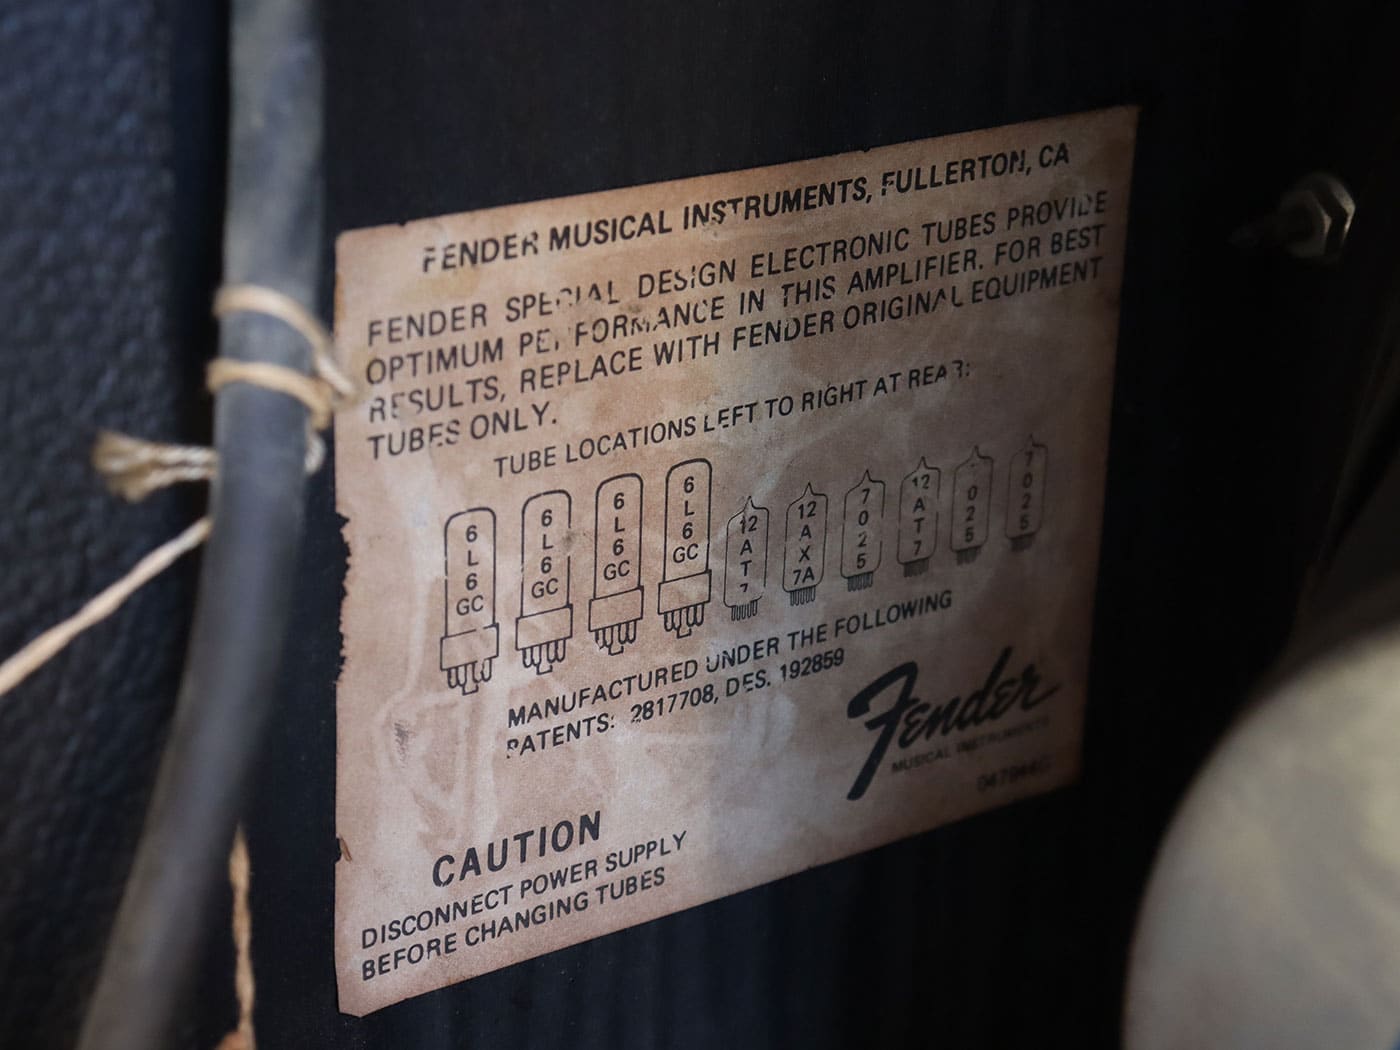 FENDER MUSICAL INSTRUMENTS, FULLERTON, CA
FENDER SPECIAL DESIGN ELECTRONIC TUBES PROVIDE
OPTIMUM PERFORMANCE IN THIS AMPLIFIER. FOR BEST
RESULTS, REPLACE WITH FENDER ORIGINAL EQUIPMENT
TUBES ONLY.
TUBE LOCATIONS LEFT TO RIGHT AT REAR:
6L6GC 6L6GC 6L6GC 6L6GC 12AT7 12AX7A 7025 12AT7 7025 7025
MANUFACTURED UNDER THE FOLLOWING
PATENTS: 2817708, DES. 192859
Fender
MUSICAL INSTRUMENTS
CAUTION
DISCONNECT POWER SUPPLY
BEFORE CHANGING TUBES